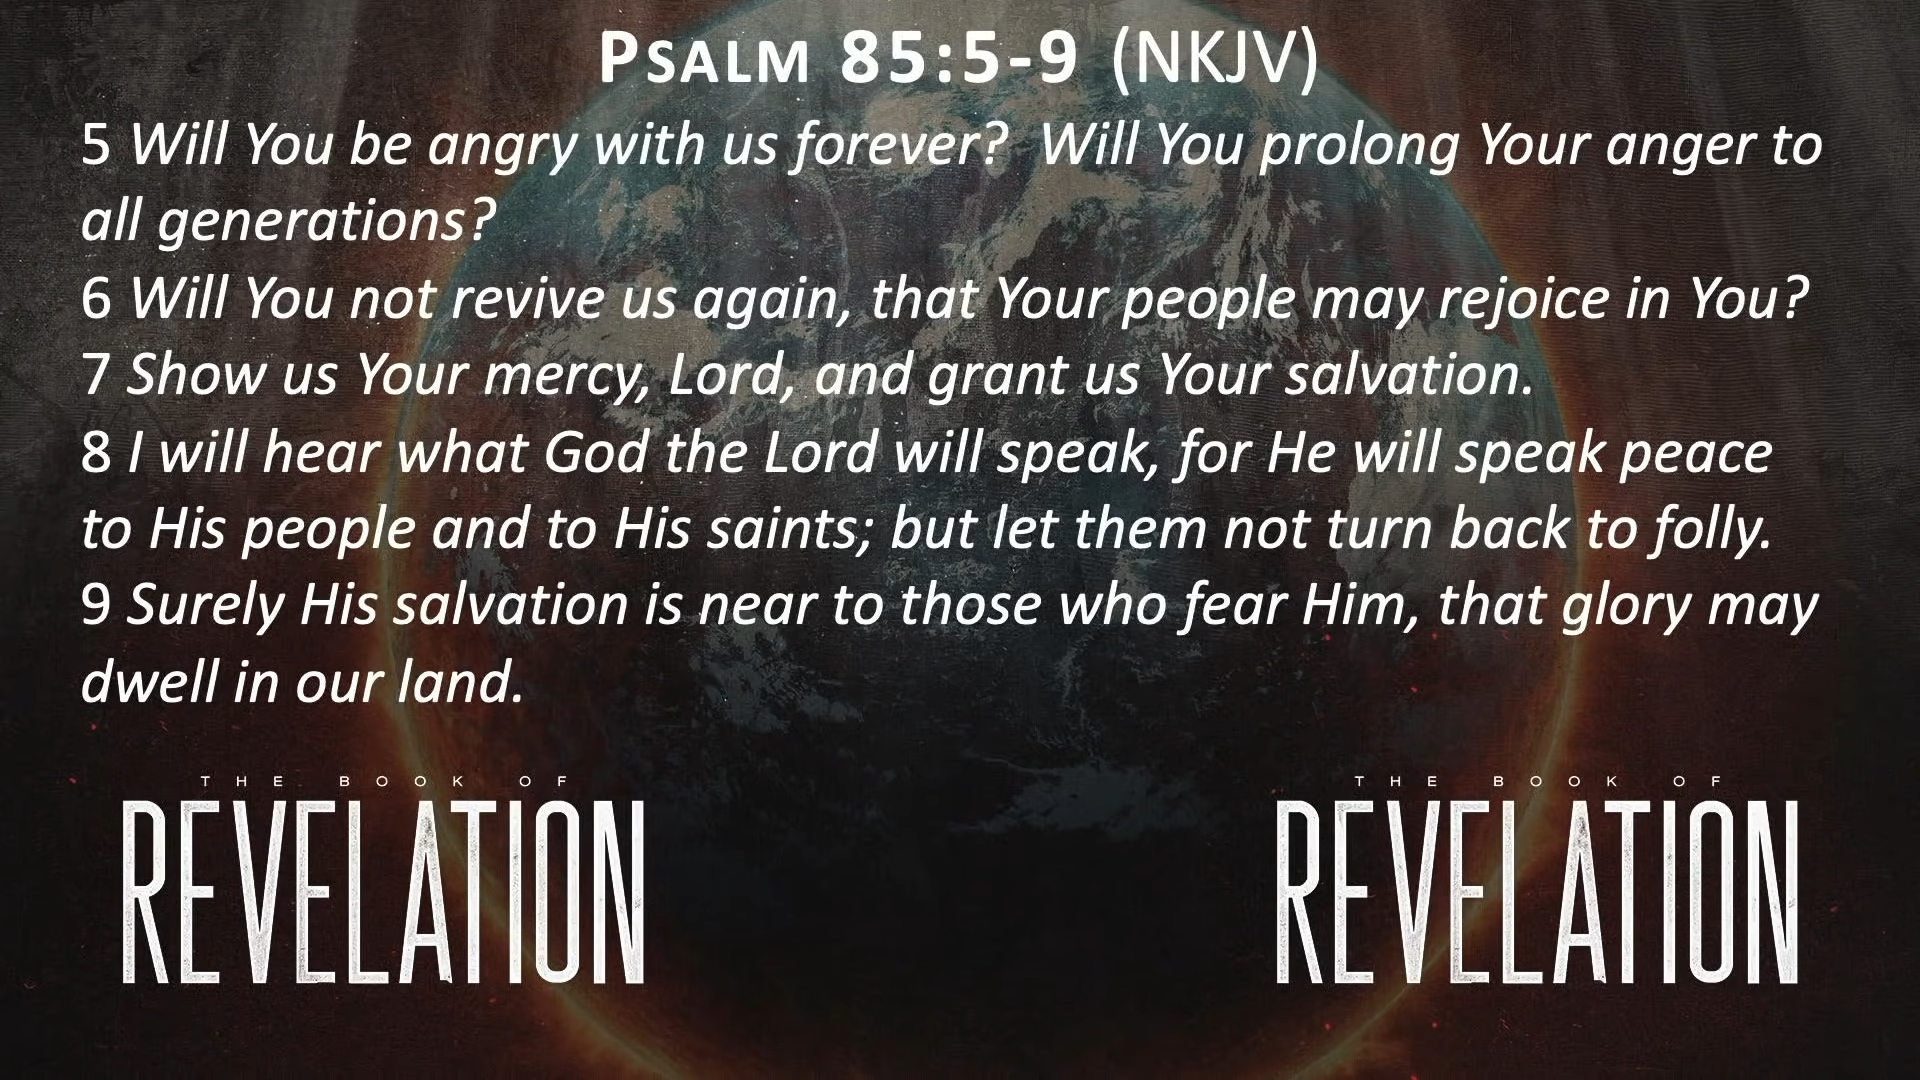 PSALM 85:5-9 (NKJV)
5 Will You be angry with us forever?  Will You prolong Your anger to
all generations?
6 Will You not revive us again, that Your people may rejoice in You?
7 Show us Your mercy, Lord, and grant us Your salvation.
8 I will hear what God the Lord will speak, for He will speak peace
to His people and to His saints; but let them not turn back to folly.
9 Surely His salvation is near to those who fear Him, that glory may
dwell in our land.
THE BOOK OF
REVELATION
THE BOOK OF
REVELATION